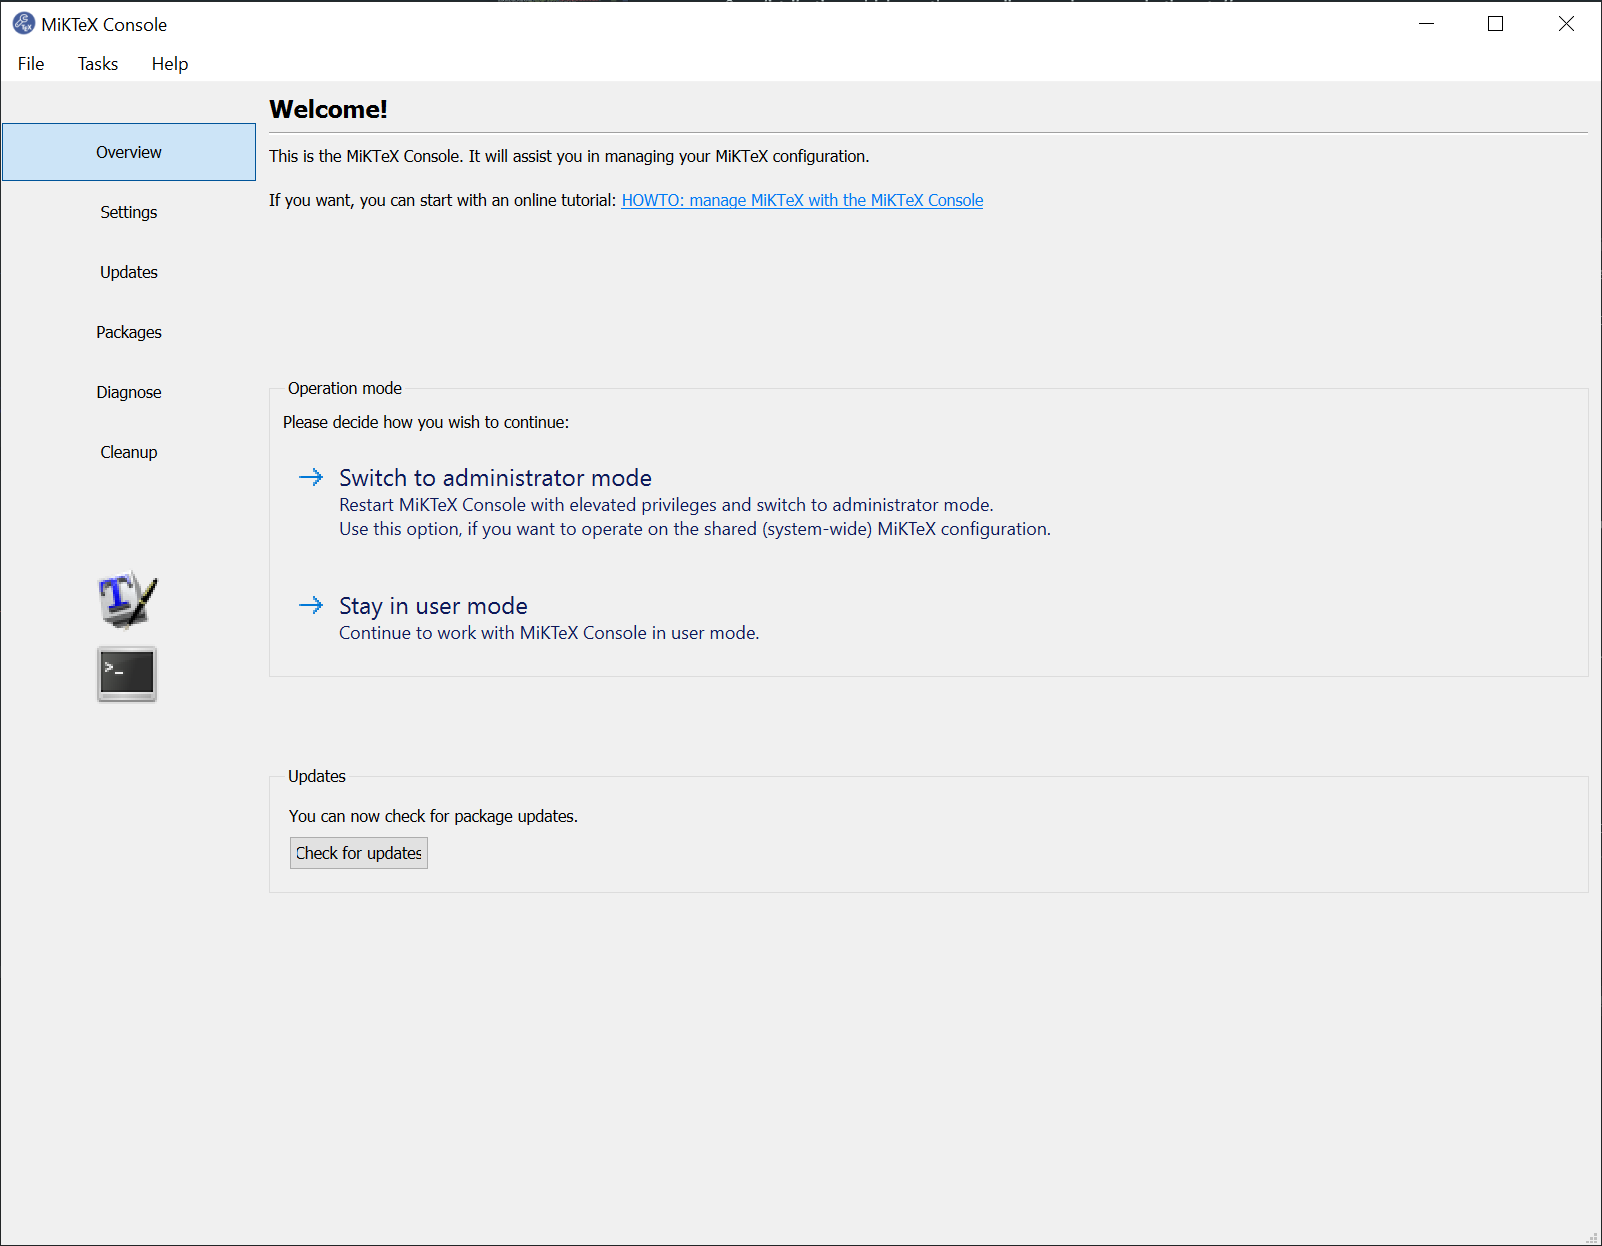 MiKTeX Console
File Tasks Help
Welcome!
This is the MiKTeX Console. It will assist you in managing your MiKTeX configuration.
If you want, you can start with an online tutorial: HOWTO: manage MiKTeX with the MiKTeX Console
Overview
Settings
Updates
Packages
Diagnose
Cleanup
Operation mode
Please decide how you wish to continue:
Switch to administrator mode
Restart MiKTeX Console with elevated privileges and switch to administrator mode.
Use this option, if you want to operate on the shared (system-wide) MiKTeX configuration.
Stay in user mode
Continue to work with MiKTeX Console in user mode.
Updates
You can now check for package updates.
Check for updates